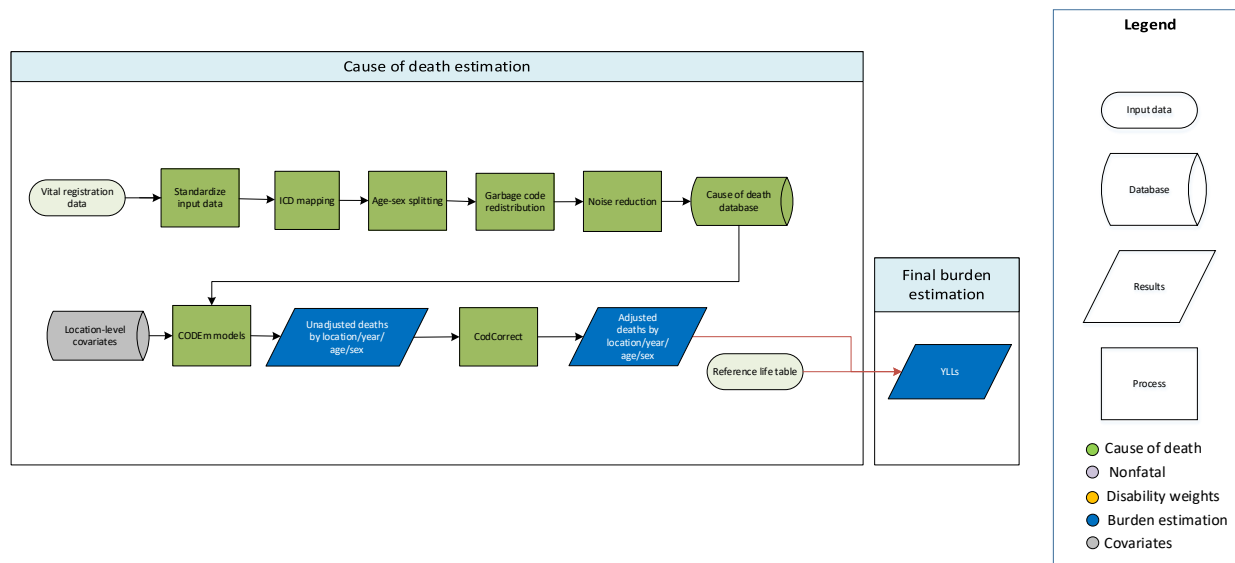 Legend
Cause of death estimation
Input data
Vital registration
data
Standardize
input data
ICD mapping
Age-sex splitting
Garbage code
redistribution
Noise reduction
Cause of death
database
Database
Final burden
estimation
Location-level
covariates
CODEm models
Unadjusted deaths
by location/year/
age/sex
CodCorrect
Adjusted
deaths by
location/year/
age/sex
Reference life table
YLLs
Results
Process
Cause of death
Nonfatal
Disability weights
Burden estimation
Covariates